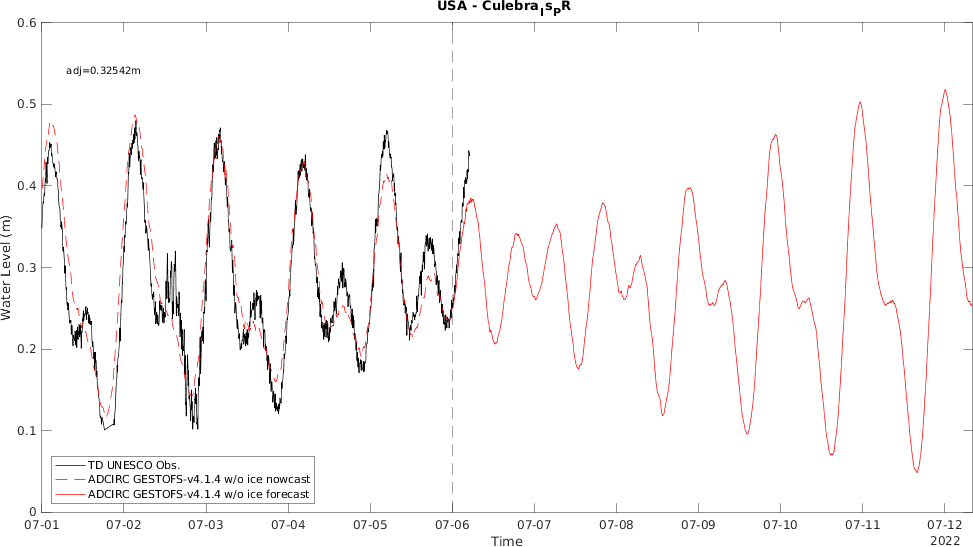 USA - Culebra_Is_PR
adj=0.32542m
0.6
0.5
0.4
0.3
0.2
0.1
0
Water Level (m)
TD UNESCO Obs.
ADCIRC GESTOFS-v4.1.4 w/o ice nowcast
ADCIRC GESTOFS-v4.1.4 w/o ice forecast
07-01 07-02 07-03 07-04 07-05 07-06 07-07 07-08 07-09 07-10 07-11 07-12
Time 2022